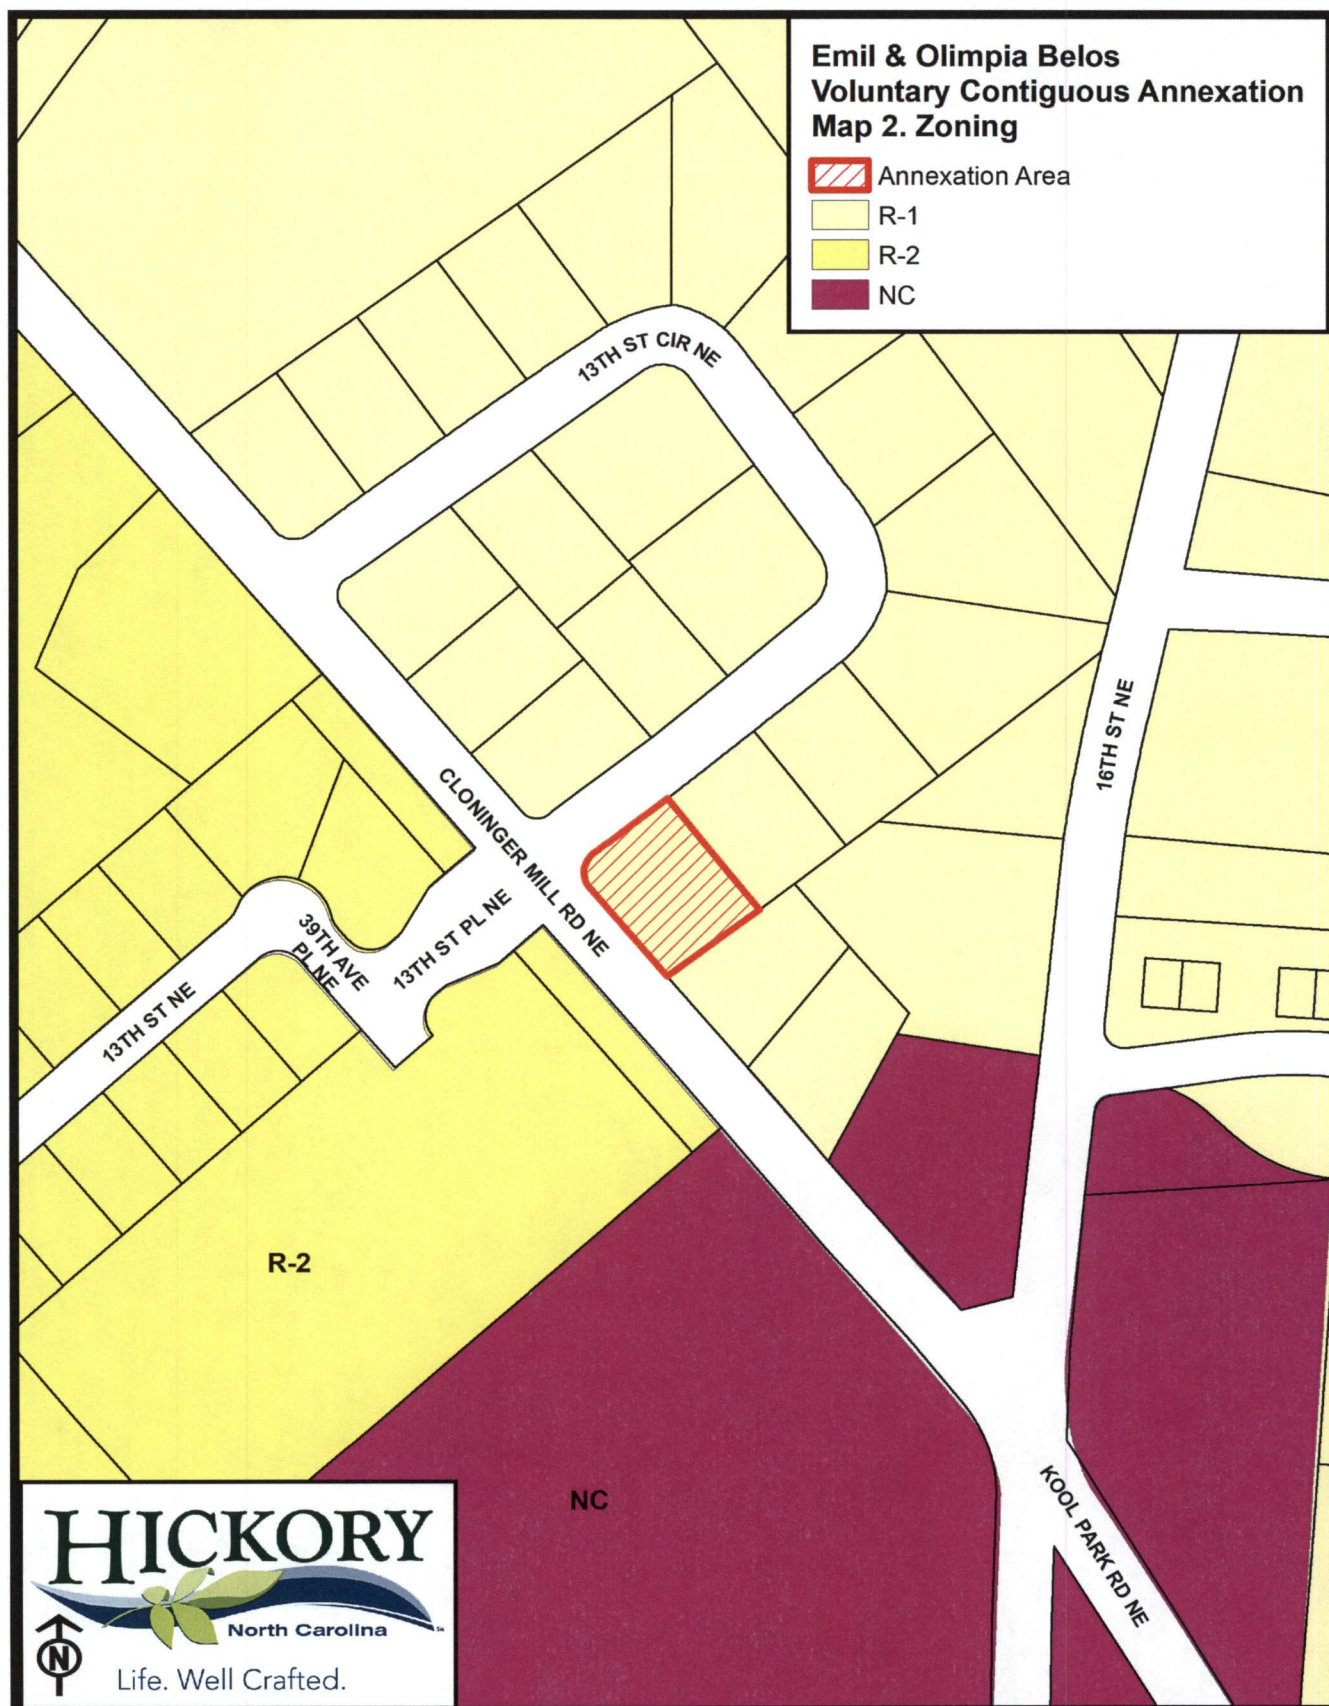 Emil & Olimpia Belos
Voluntary Contiguous Annexation
Map 2. Zoning
Annexation Area
R-1
R-2
NC
13TH ST CIR NE
16TH ST NE
CLONINGER MILL RD NE
13TH ST PL NE
39TH AVE
PL NE
13TH ST NE
R-2
NC
KOOL PARK RD NE
HICKORY
North Carolina
N
Life. Well Crafted.